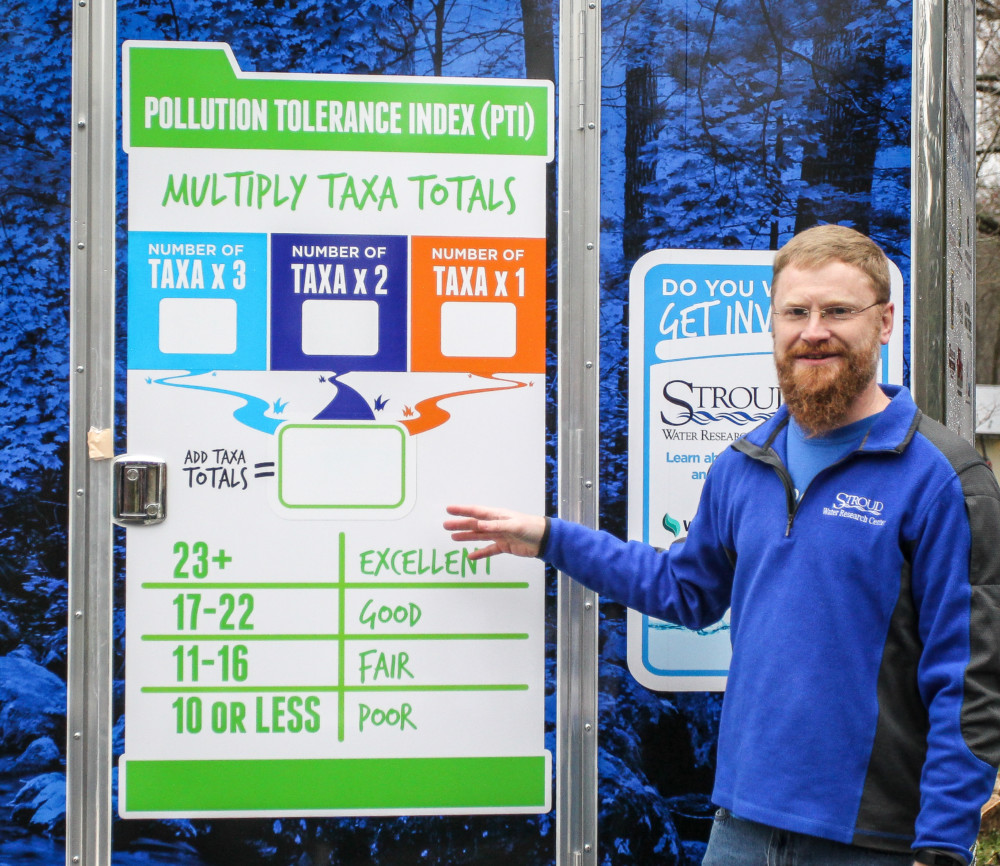 POLLUTION TOLERANCE INDEX (PTI)
MULTIPLY TAXA TOTALS
NUMBER OF
TAXA x 3
NUMBER OF
TAXA x 2
NUMBER OF
TAXA x 1
ADD TAXA
TOTALS =
23+ EXCELLENT
17-22 GOOD
11-16 FAIR
10 OR LESS POOR
DO YOU
GET
STROUD
WATER
Learn
STROUD
Water Research Center